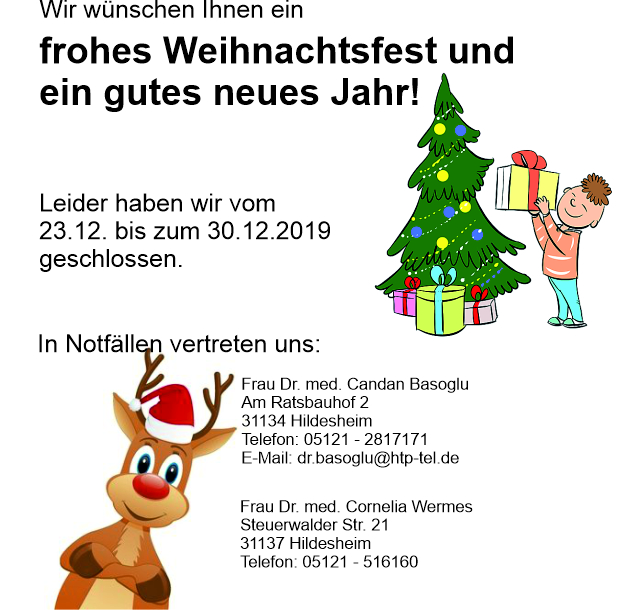 Wir wünschen Ihnen ein
frohes Weihnachtsfest und
ein gutes neues Jahr!
Leider haben wir vom
23.12. bis zum 30.12.2019
geschlossen.
In Notfällen vertreten uns:
Frau Dr. med. Candan Basoglu
Am Ratsbauhof 2
31134 Hildesheim
Telefon: 05121 - 2817171
E-Mail: dr.basoglu@htp-tel.de
Frau Dr. med. Cornelia Wermes
Steuerwalder Str. 21
31137 Hildesheim
Telefon: 05121 - 516160